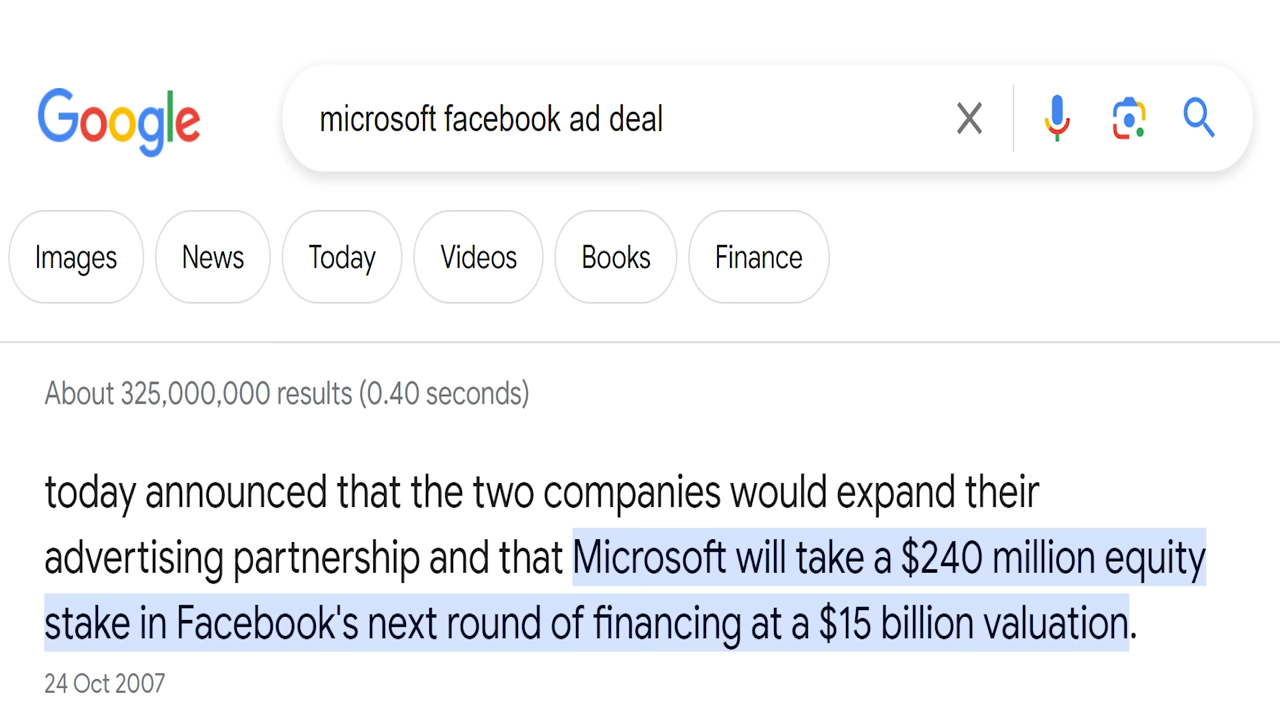 Google
microsoft facebook ad deal
Images News Today Videos Books Finance
About 325,000,000 results (0.40 seconds)
today announced that the two companies would expand their
advertising partnership and that Microsoft will take a $240 million equity
stake in Facebook's next round of financing at a $15 billion valuation.
24 Oct 2007